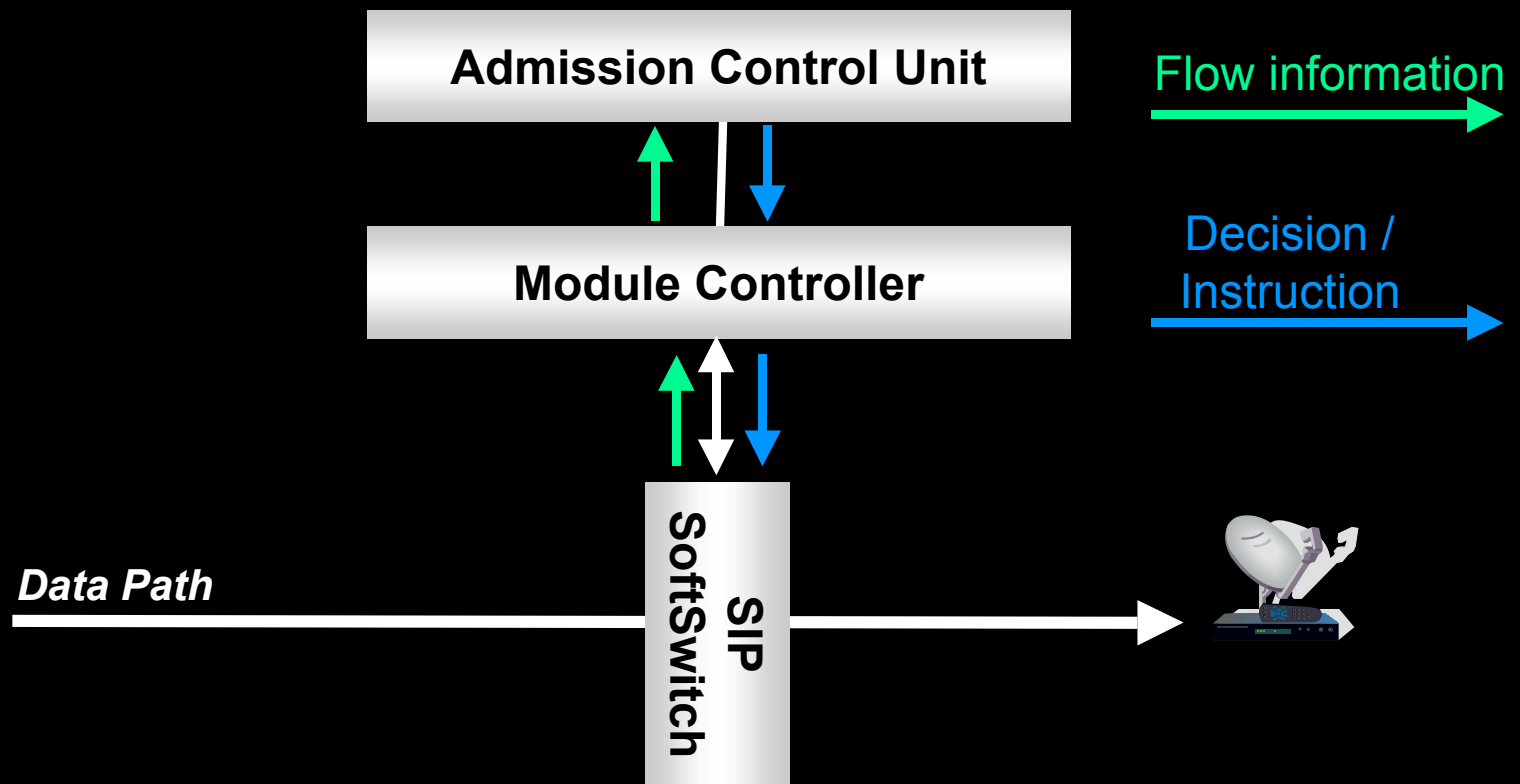 Admission Control Unit
Flow information
Decision /
Instruction
Module Controller
Data Path
SIP
SoftSwitch